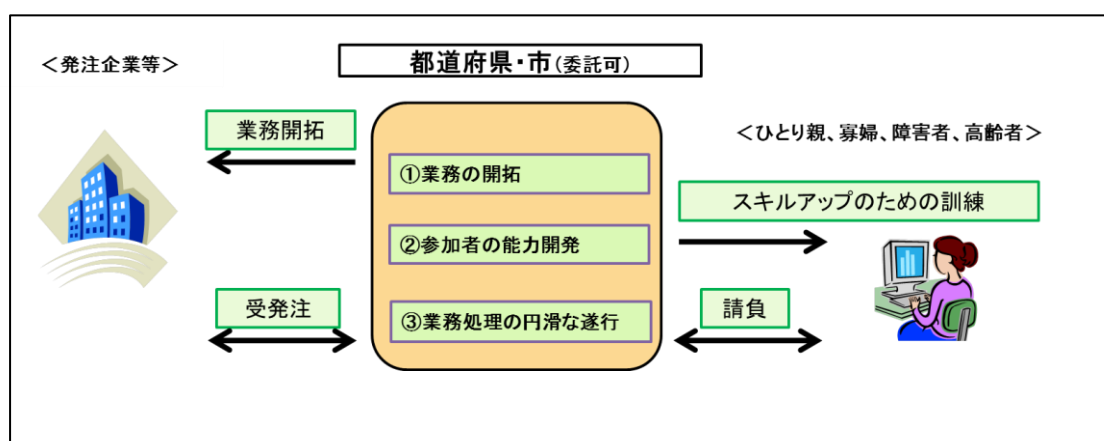 <発注企業等>
都道府県・市(委託可)
業務開拓
<ひとり親、寡婦、障害者、高齢者>
①業務の開拓
スキルアップのための訓練
②参加者の能力開発
受発注
③業務処理の円滑な遂行
請負